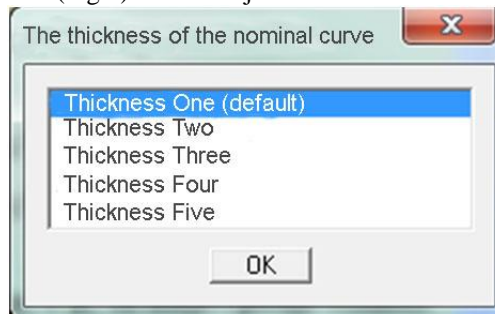 The thickness of the nominal curve
Thickness One (default)
Thickness Two
Thickness Three
Thickness Four
Thickness Five
OK